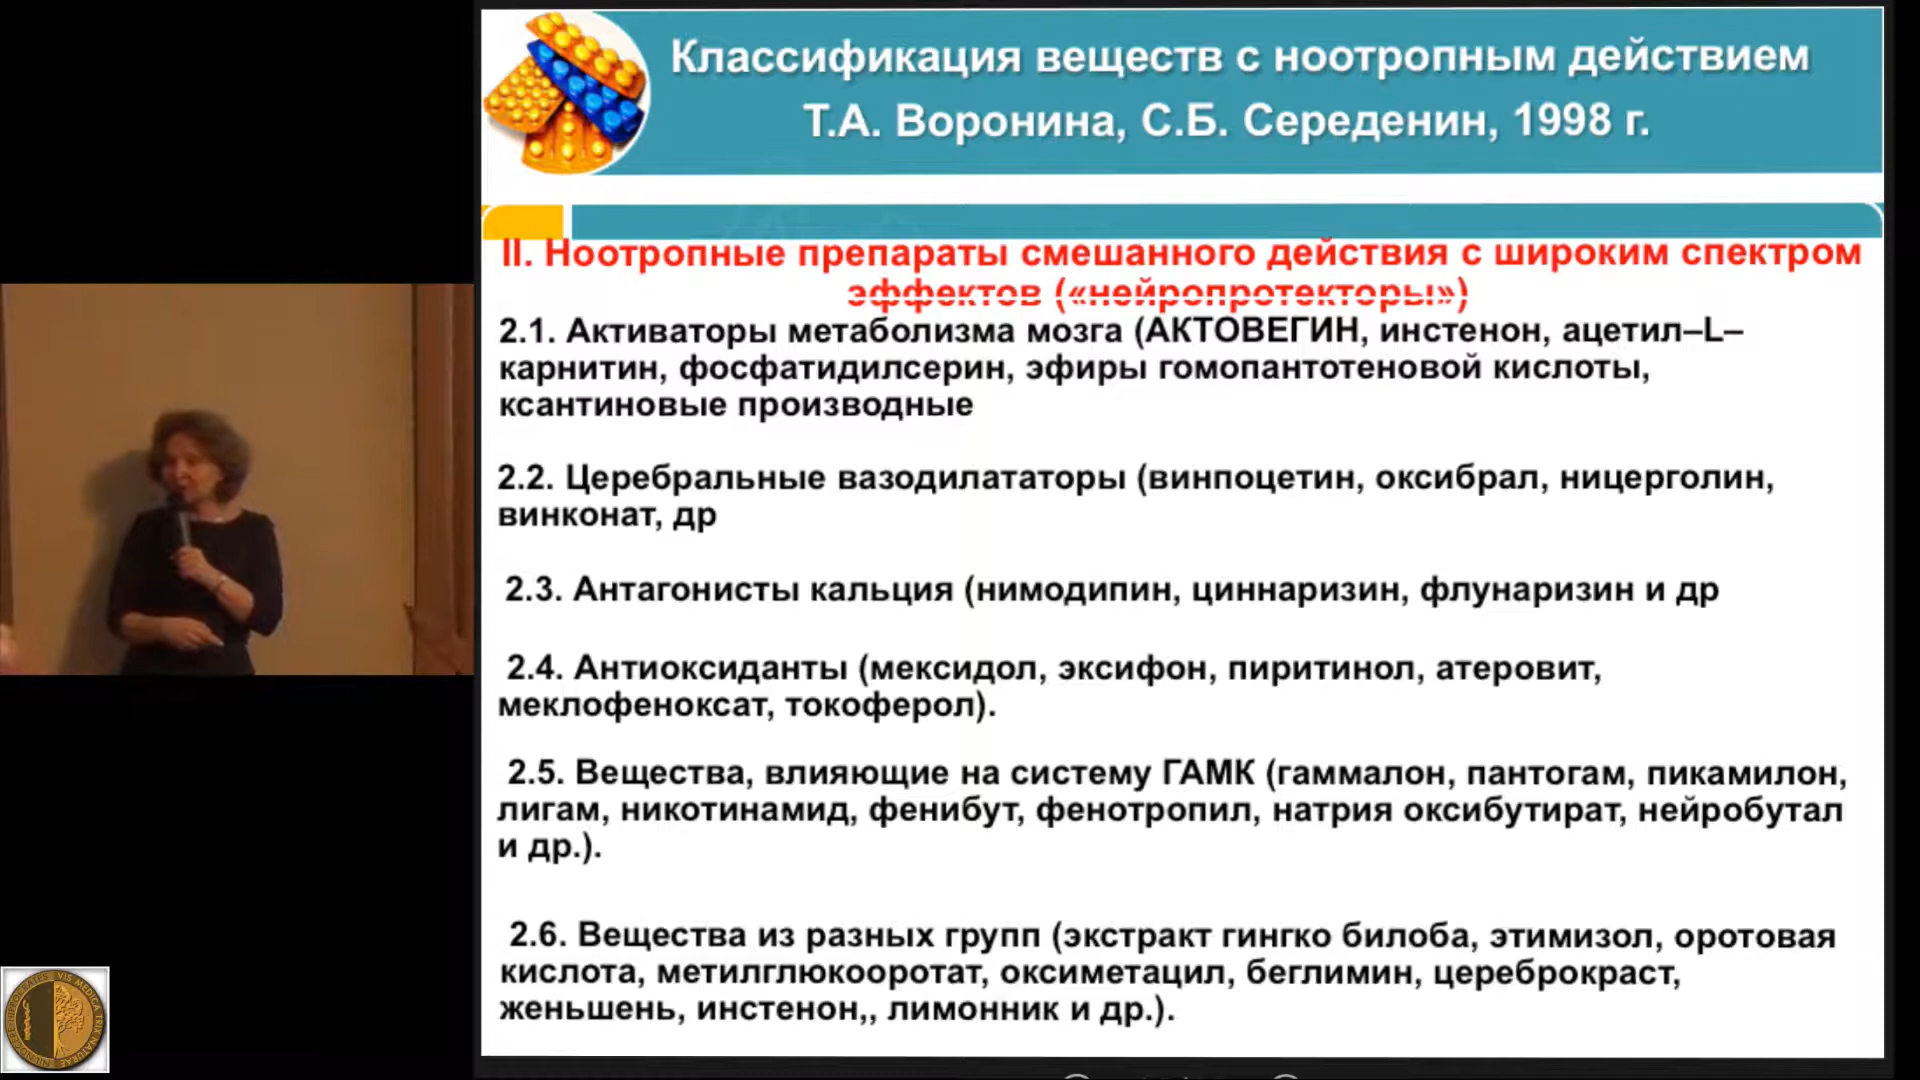 Классификация веществ с ноотропным действием
Т.А. Воронина, С.Б. Середенин, 1998 г.
II. Ноотропные препараты смешанного действия с широким спектром
эффектов («нейропротекторы»)
2.1. Активаторы метаболизма мозга (АКТОВЕГИН, инстенон, ацетил–L–
карнитин, фосфатидилсерин, эфиры гомопантотеновой кислоты,
ксантиновые производные
2.2. Церебральные вазодилататоры (винпоцетин, оксибрал, ницерголин,
винконат, др
2.3. Антагонисты кальция (нимодипин, циннаризин, флунаризин и др
2.4. Антиоксиданты (мексидол, эксифон, пиритинол, атеровит,
меклофеноксат, токоферол).
2.5. Вещества, влияющие на систему ГАМК (гаммалон, пантогам, пикамилон,
лигам, никотинамид, фенибут, фенотропил, натрия оксибутират, нейробутал
и др.).
2.6. Вещества из разных групп (экстракт гингко билоба, этимизол, оротовая
кислота, метилглюкооротат, оксиметацил, беглимин, цереброкраст,
женьшень, инстенон,, лимонник и др.).